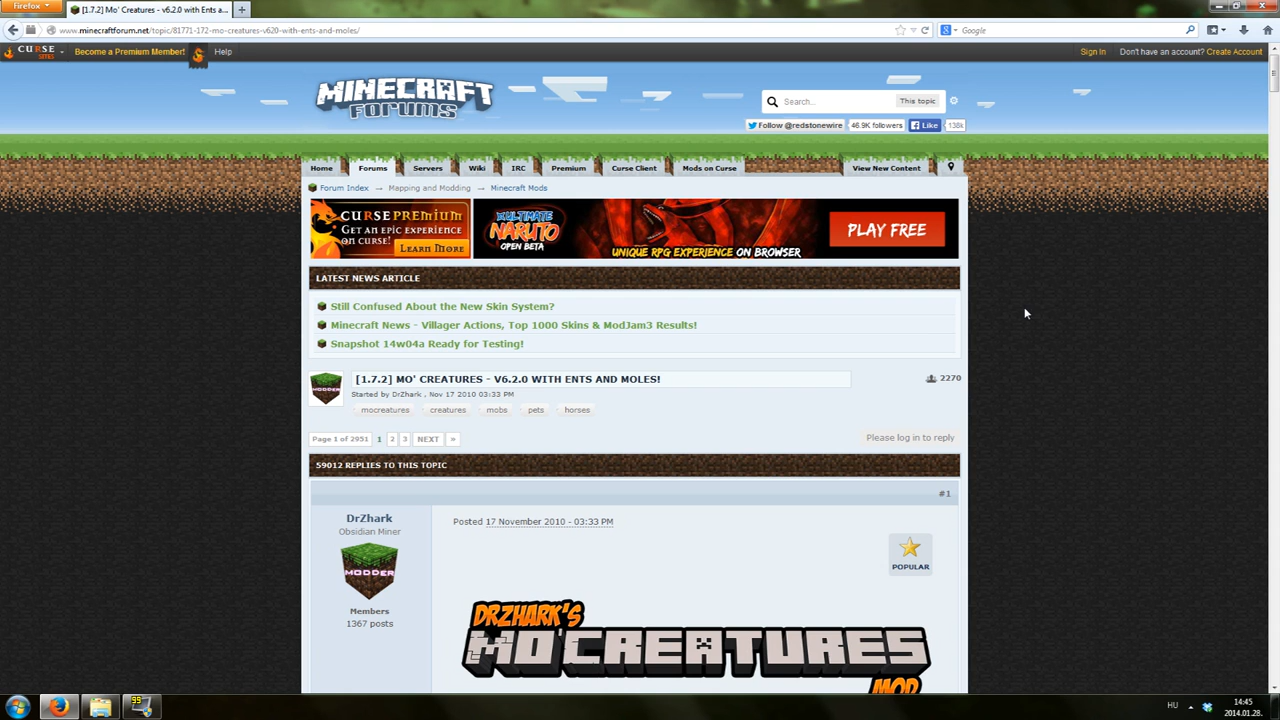 Firefox
[1.7.2] Mo' Creatures - v6.2.0 with Ents a...
www.minecraftforum.net/topic/81771-172-mo-creatures-v620-with-ents-and-moles/
Google
CURSE SITES
Become a Premium Member!
Help
Sign In
Don't have an account? Create Account
MINECRAFT
FORUMS
Search...
This topic
Follow @redstonewire
46.9K followers
Like
138k
Home
Forums
Servers
Wiki
IRC
Premium
Curse Client
Mods on Curse
View New Content
Forum Index → Mapping and Modding → Minecraft Mods
CURSE PREMIUM
GET AN EPIC EXPERIENCE
ON CURSE!
LEARN MORE
ULTIMATE
NARUTO
OPEN BETA
UNIQUE RPG EXPERIENCE ON BROWSER
PLAY FREE
LATEST NEWS ARTICLE
Still Confused About the New Skin System?
Minecraft News - Villager Actions, Top 1000 Skins & ModJam3 Results!
Snapshot 14w04a Ready for Testing!
MODDER
[1.7.2] MO' CREATURES - V6.2.0 WITH ENTS AND MOLES!
2270
Started by DrZhark , Nov 17 2010 03:33 PM
mocreatures
creatures
mobs
pets
horses
Page 1 of 2951
1
2
3
NEXT
»
Please log in to reply
59012 REPLIES TO THIS TOPIC
#1
DrZhark
Obsidian Miner
MODDER
Members
1367 posts
Posted 17 November 2010 - 03:33 PM
POPULAR
DRZHARK'S
MO'CREATURES
MOD
99
HU
14:45
2014.01.28.